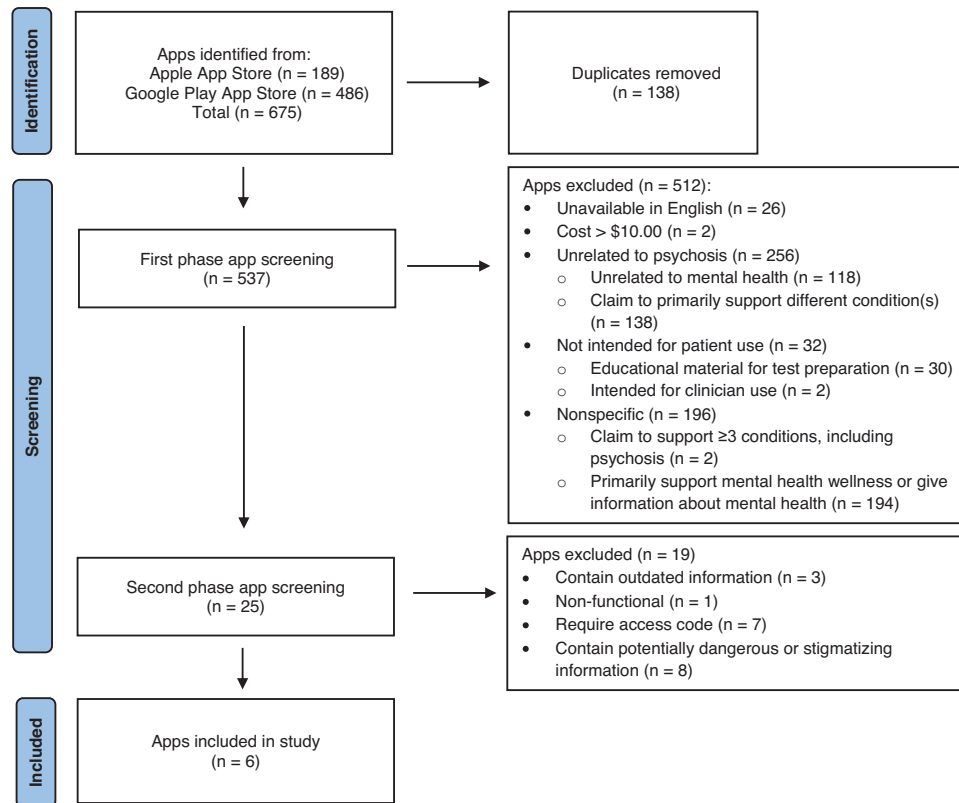 Identification
Apps identified from:
Apple App Store (n = 189)
Google Play App Store (n = 486)
Total (n = 675)
Duplicates removed
(n = 138)
Screening
First phase app screening
(n = 537)
Apps excluded (n = 512):
• Unavailable in English (n = 26)
• Cost > $10.00 (n = 2)
• Unrelated to psychosis (n = 256)
o Unrelated to mental health (n = 118)
o Claim to primarily support different condition(s)
(n = 138)
• Not intended for patient use (n = 32)
o Educational material for test preparation (n = 30)
o Intended for clinician use (n = 2)
• Nonspecific (n = 196)
o Claim to support ≥3 conditions, including
psychosis (n = 2)
o Primarily support mental health wellness or give
information about mental health (n = 194)
Second phase app screening
(n = 25)
Apps excluded (n = 19)
• Contain outdated information (n = 3)
• Non-functional (n = 1)
• Require access code (n = 7)
• Contain potentially dangerous or stigmatizing
information (n = 8)
Included
Apps included in study
(n = 6)